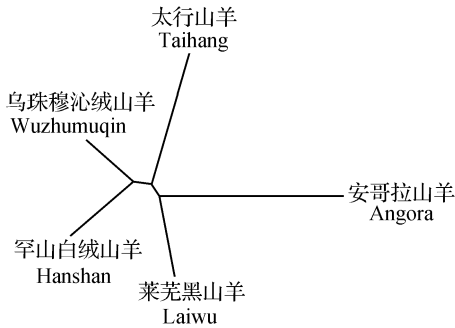 太行山羊
Taihang
乌珠穆沁绒山羊
Wuzhumuqin
安哥拉山羊
Angora
罕山白绒山羊
Hanshan
莱芜黑山羊
Laiwu